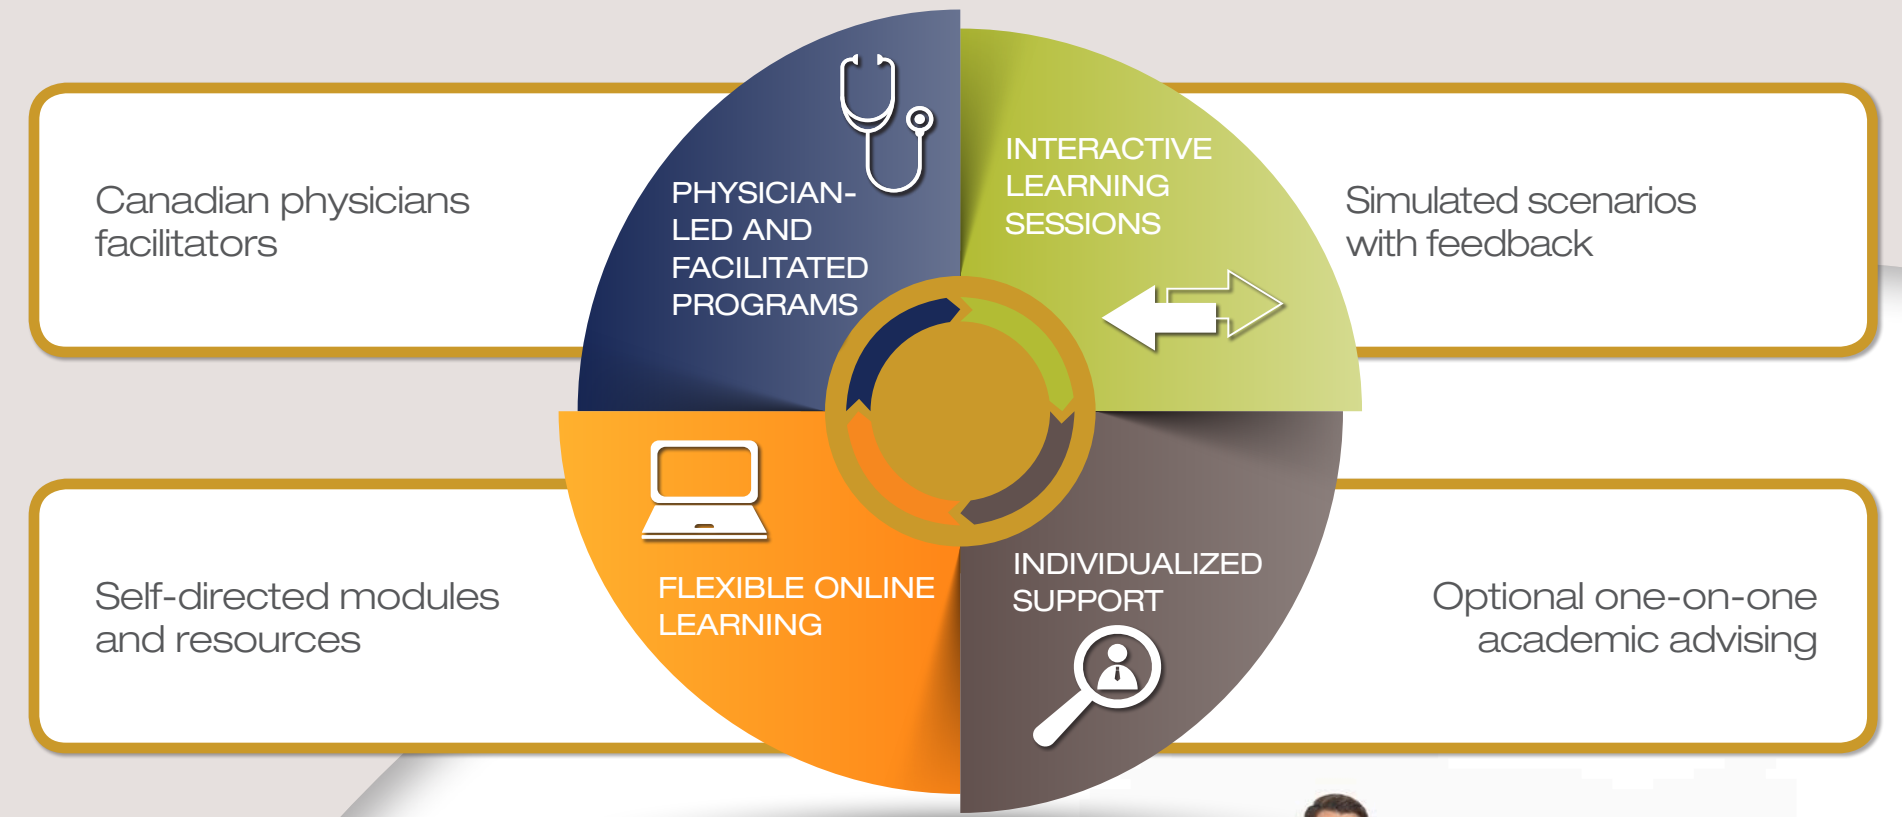 Canadian physicians
facilitators
PHYSICIAN-
LED AND
FACILITATED
PROGRAMS
INTERACTIVE
LEARNING
SESSIONS
Simulated scenarios
with feedback
Self-directed modules
and resources
FLEXIBLE ONLINE
LEARNING
INDIVIDUALIZED
SUPPORT
Optional one-on-one
academic advising